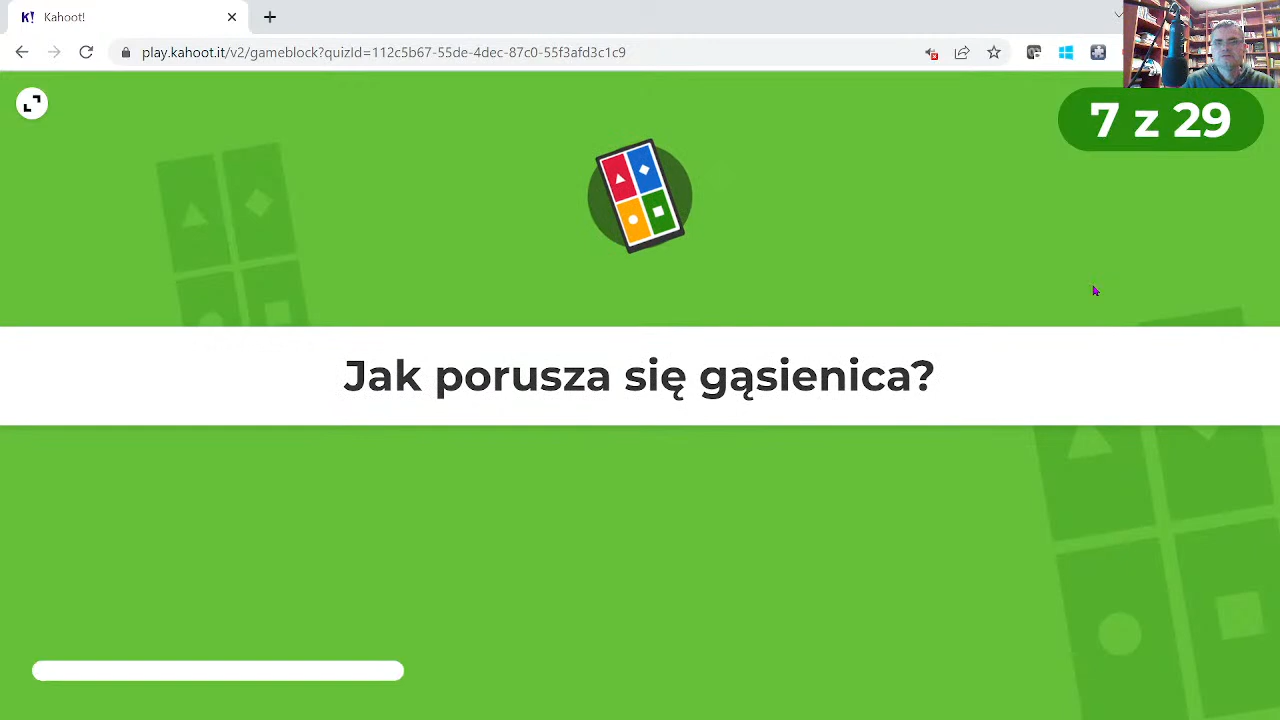 K! Kahoot!
play.kahoot.it/v2/gameblock?quizId=112c5b67-55de-4dec-87c0-55f3afd3c1c9
7 z 29
Jak porusza się gąsienica?